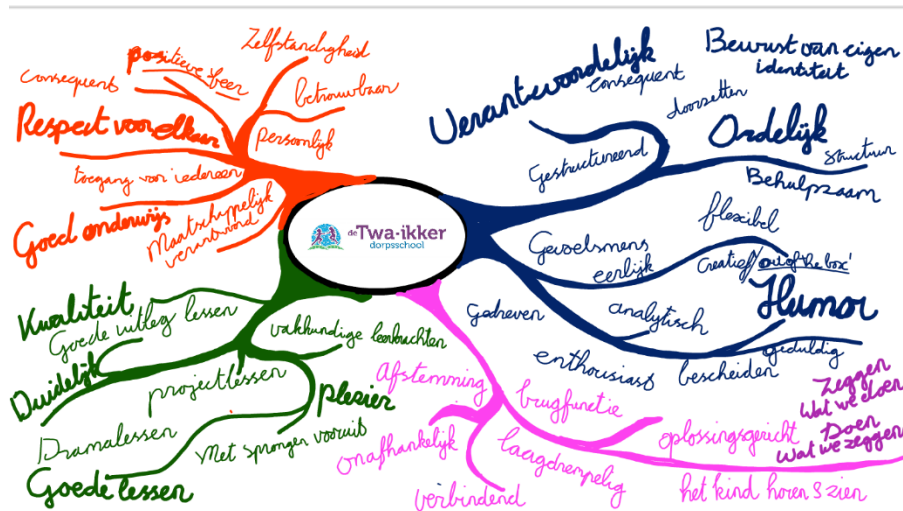 Zelfstandigheid
positieve sfeer
consequent
betrouwbaar
Respect voor elkaar
persoonlijk
toegang voor iedereen
Goed onderwijs
Maatschappelijk
verantwoord
de Twa-ikker
dorpsschool
Verantwoordelijk
consequent
Bewust van eigen
identiteit
doorzetten
Ordelijk
Gestructureerd
structuur
Behulpzaam
flexibel
Gevoelsmens
eerlijk
Creatief/'out of the box'
Humor
Gedreven
analytisch
geduldig
enthousiast
bescheiden
Kwaliteit
Goede uitleg lessen
vakkundige leerkrachten
Duidelijk
projectlessen
plezier
Dramalessen
Met sprongen vooruit
Goede lessen
Afstemming
brugfunctie
onafhankelijk
laagdrempelig
verbindend
oplossingsgericht
het kind horen & zien
Zeggen
Wat we doen
Doen
Wat we zeggen